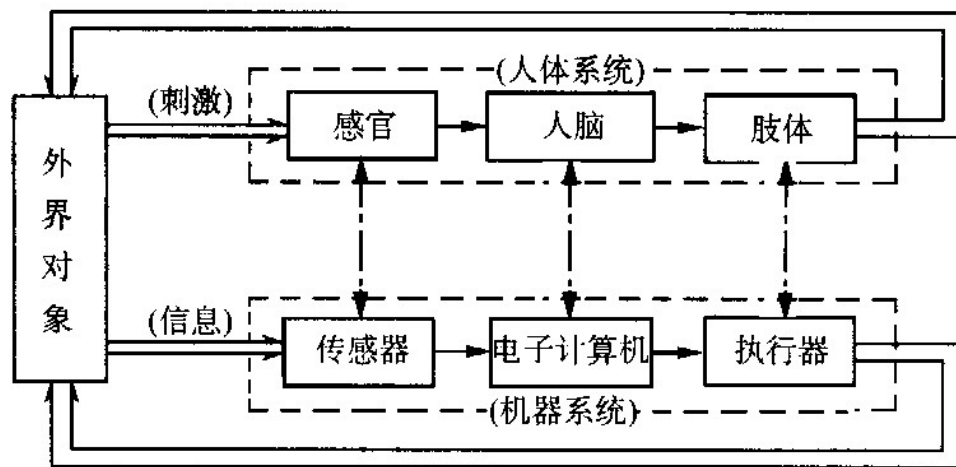 (人体系统)
(刺激)
感官
人脑
肢体
外界对象
(信息)
传感器
电子计算机
执行器
(机器系统)